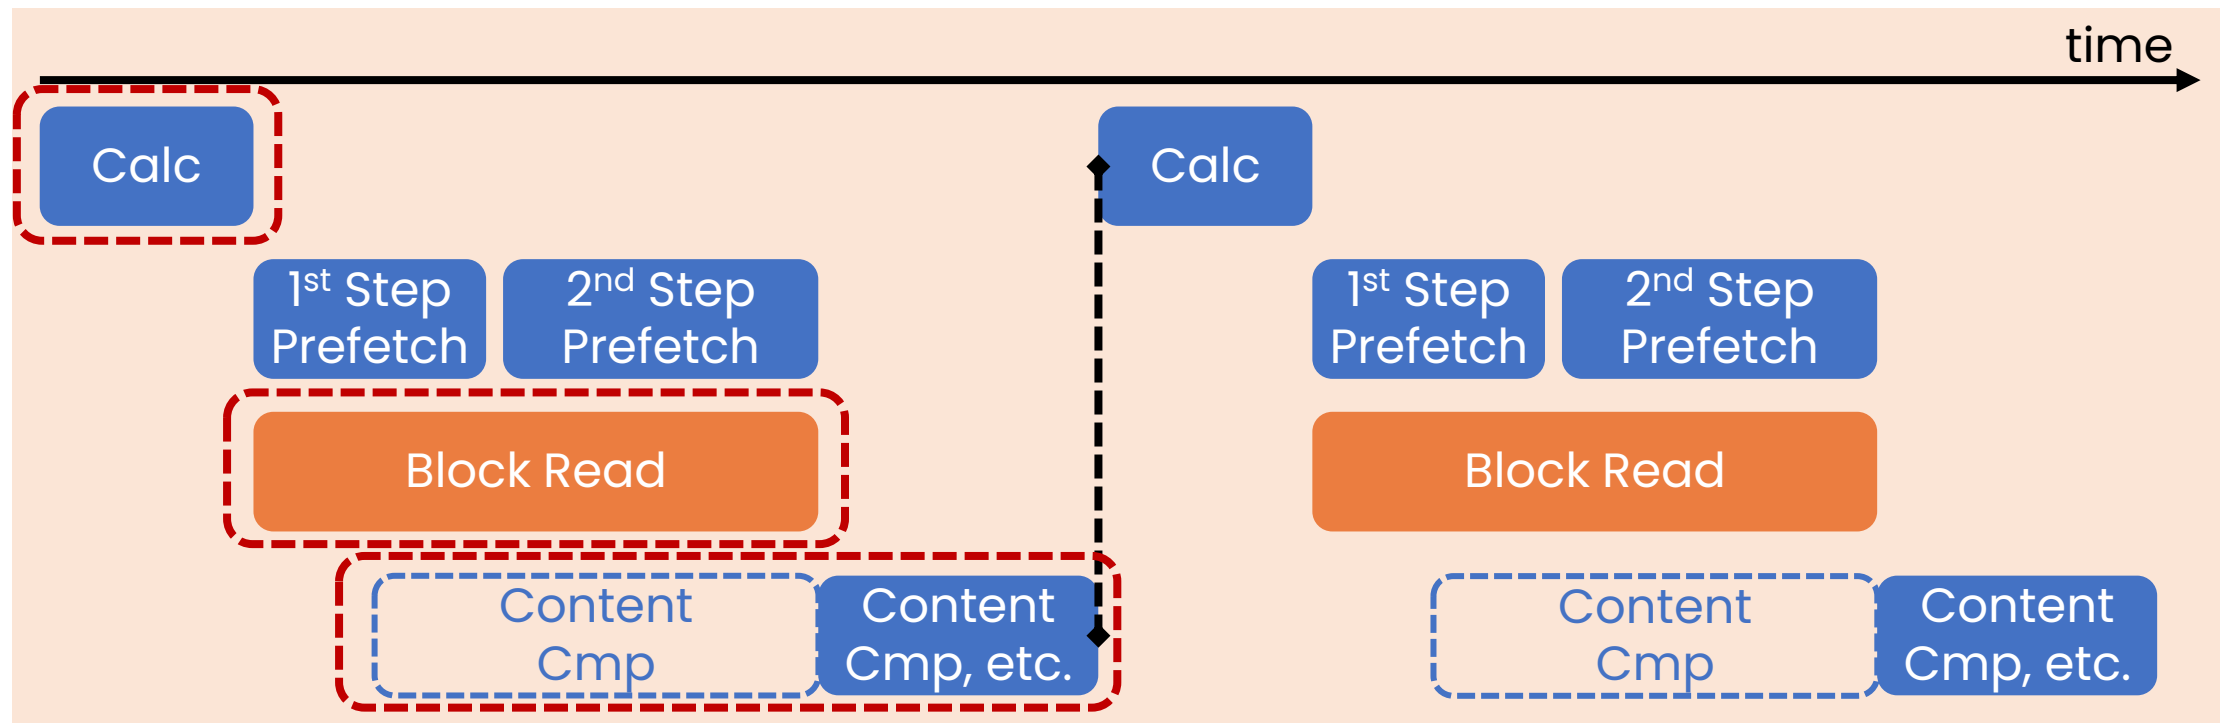 time
Calc
Calc
1st Step
Prefetch
2nd Step
Prefetch
1st Step
Prefetch
2nd Step
Prefetch
Block Read
Block Read
Content
Cmp
Content
Cmp, etc.
Content
Cmp
Content
Cmp, etc.